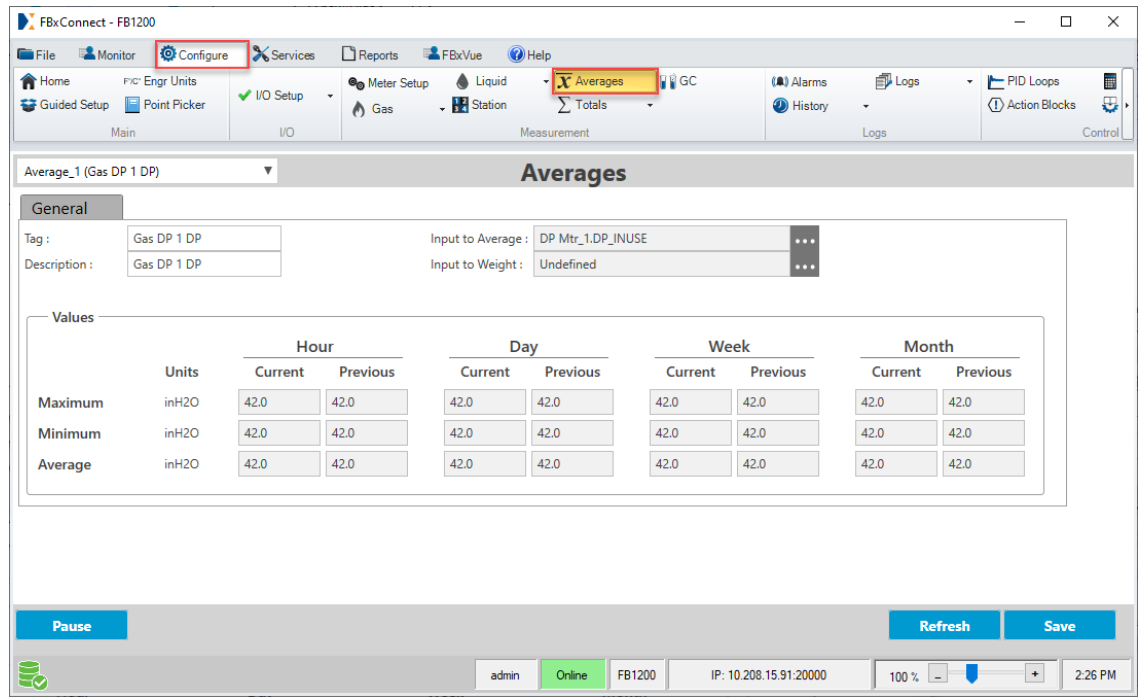 FBxConnect - FB1200
File Monitor Configure Services Reports FBxVue Help
Home Engr Units I/O Setup Meter Setup Liquid Averages GC Alarms Logs PID Loops
Guided Setup Point Picker Gas Station Totals History Action Blocks
Main I/O Measurement Logs Control
Average_1 (Gas DP 1 DP) Averages
General
Tag : Gas DP 1 DP Input to Average : DP Mtr_1.DP_INUSE
Description : Gas DP 1 DP Input to Weight : Undefined
Values
Hour Day Week Month
Units Current Previous Current Previous Current Previous Current Previous
Maximum inH2O 42.0 42.0 42.0 42.0 42.0 42.0 42.0 42.0
Minimum inH2O 42.0 42.0 42.0 42.0 42.0 42.0 42.0 42.0
Average inH2O 42.0 42.0 42.0 42.0 42.0 42.0 42.0 42.0
Pause Refresh Save
admin Online FB1200 IP: 10.208.15.91:20000 100 % 2:26 PM